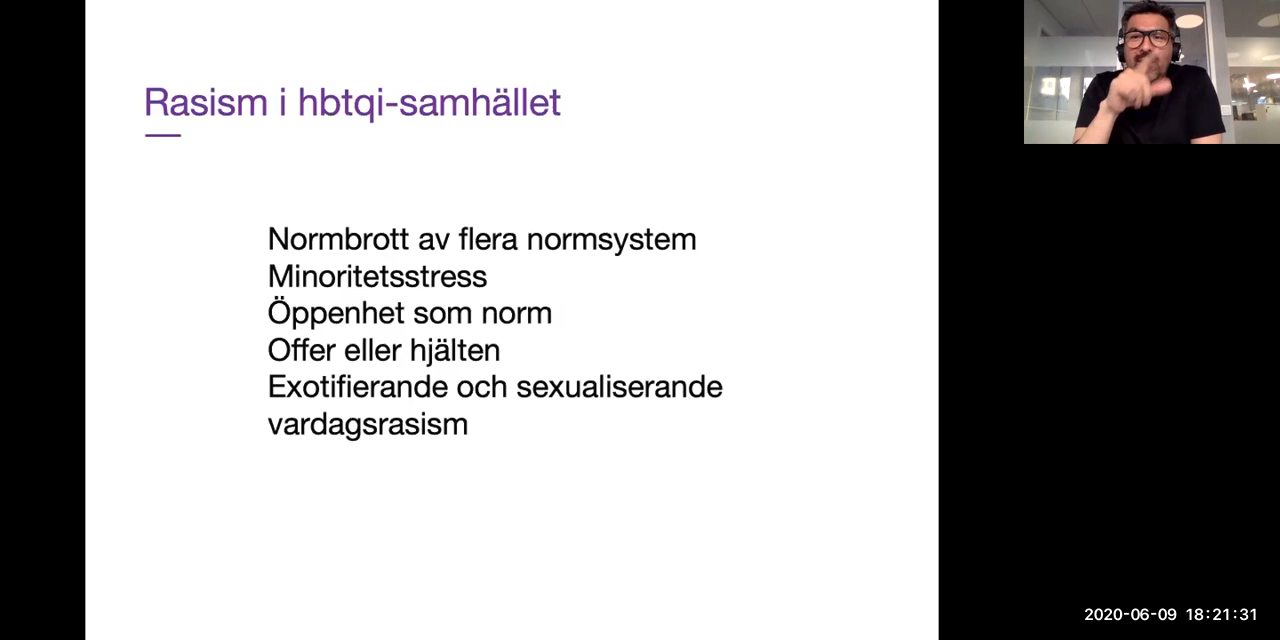 Rasism i hbtqi-samhället
Normbrott av flera normsystem
Minoritetsstress
Öppenhet som norm
Offer eller hjälten
Exotifierande och sexualiserande
vardagsrasism
2020-06-09 18:21:31